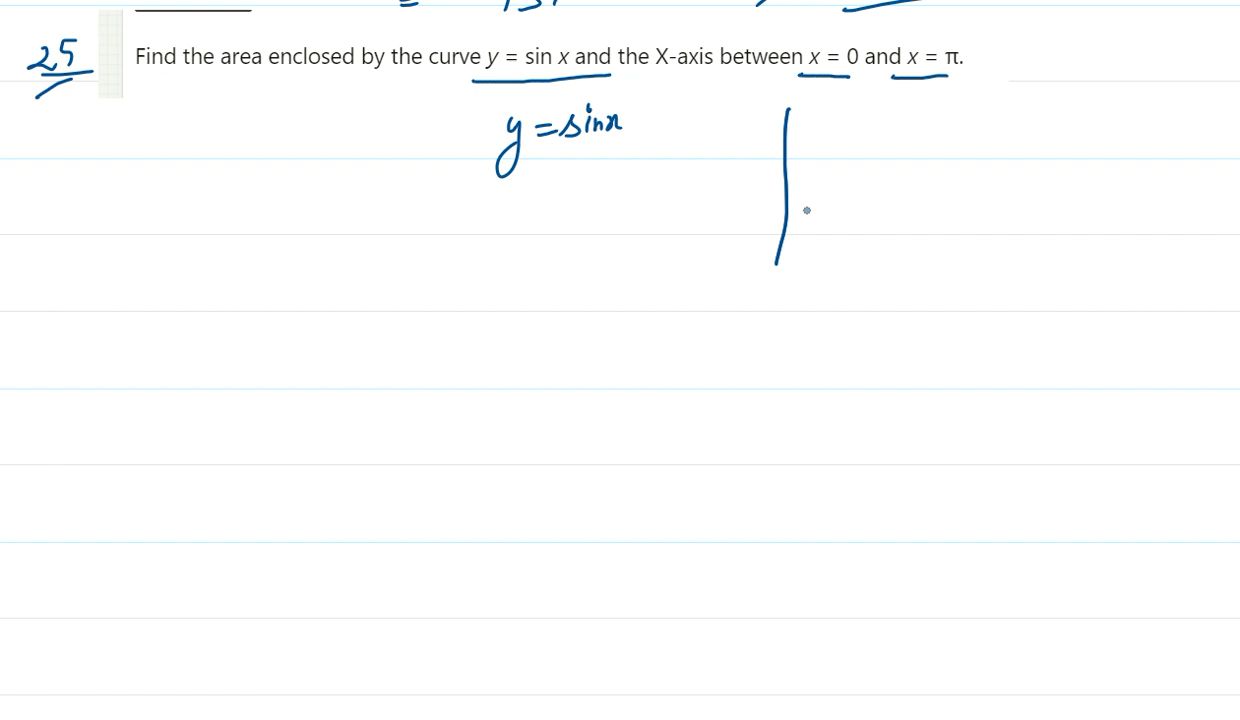 25 Find the area enclosed by the curve y = sin x and the X-axis between x = 0 and x = π.
y = sinx